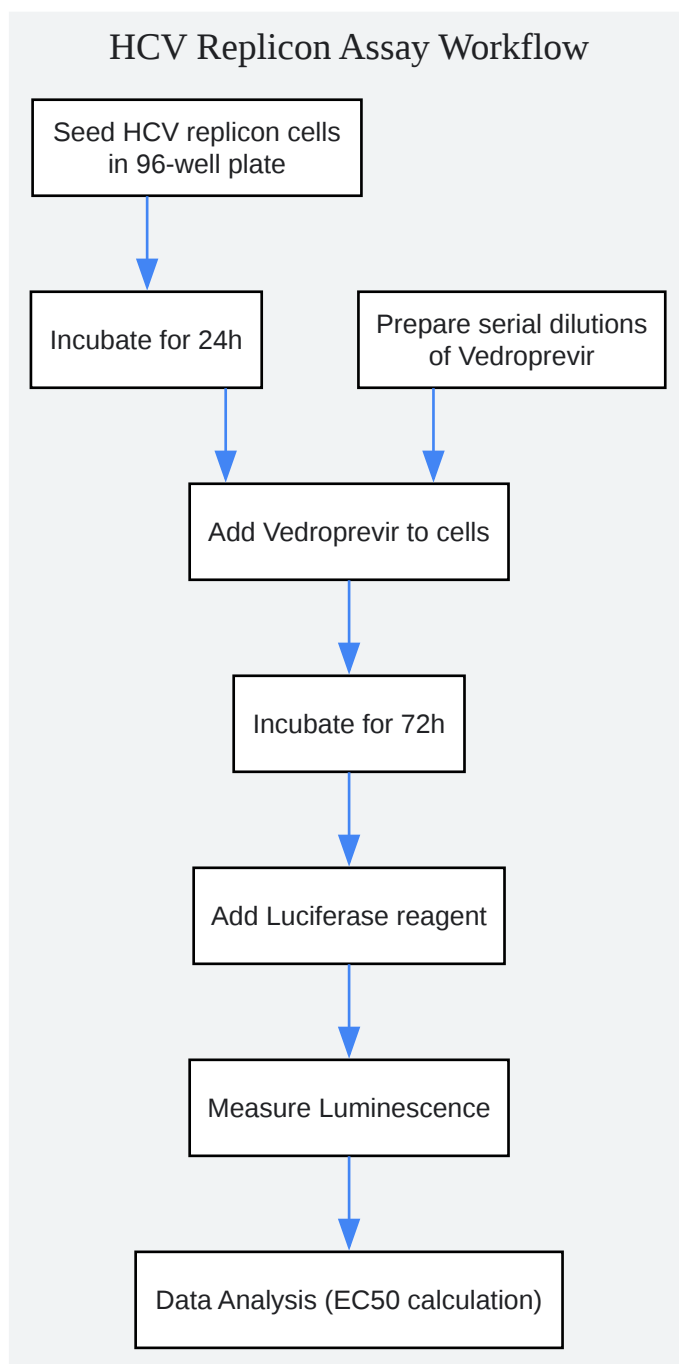 HCV Replicon Assay Workflow
Seed HCV replicon cells
in 96-well plate
Incubate for 24h
Prepare serial dilutions
of Vedroprevir
Add Vedroprevir to cells
Incubate for 72h
Add Luciferase reagent
Measure Luminescence
Data Analysis (EC50 calculation)